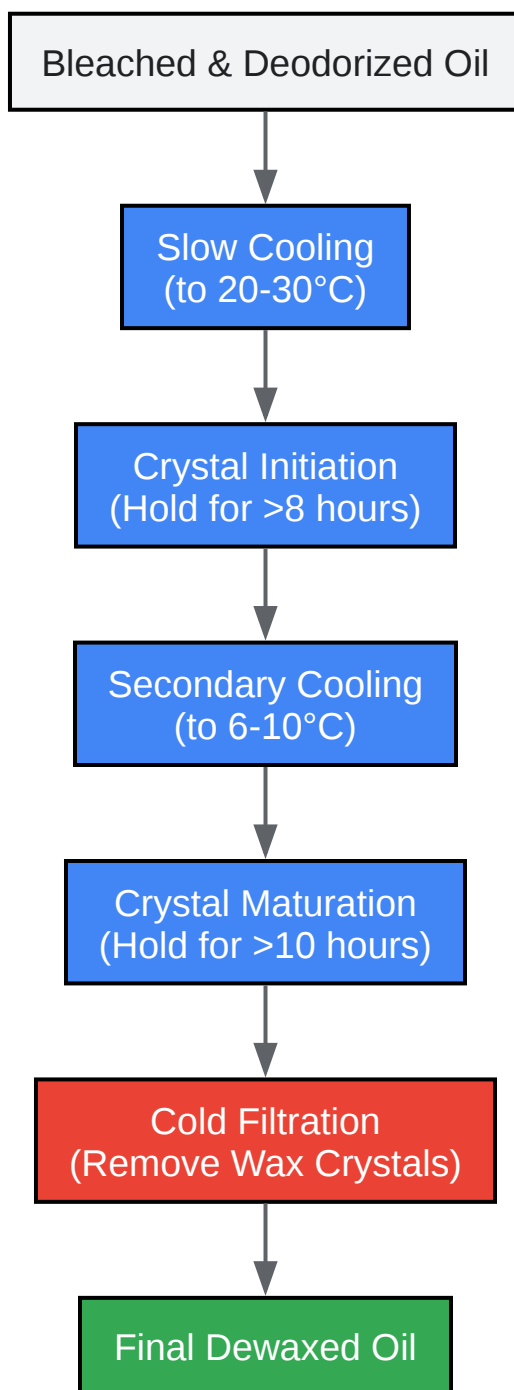 Bleached & Deodorized Oil
Slow Cooling
(to 20-30°C)
Crystal Initiation
(Hold for >8 hours)
Secondary Cooling
(to 6-10°C)
Crystal Maturation
(Hold for >10 hours)
Cold Filtration
(Remove Wax Crystals)
Final Dewaxed Oil